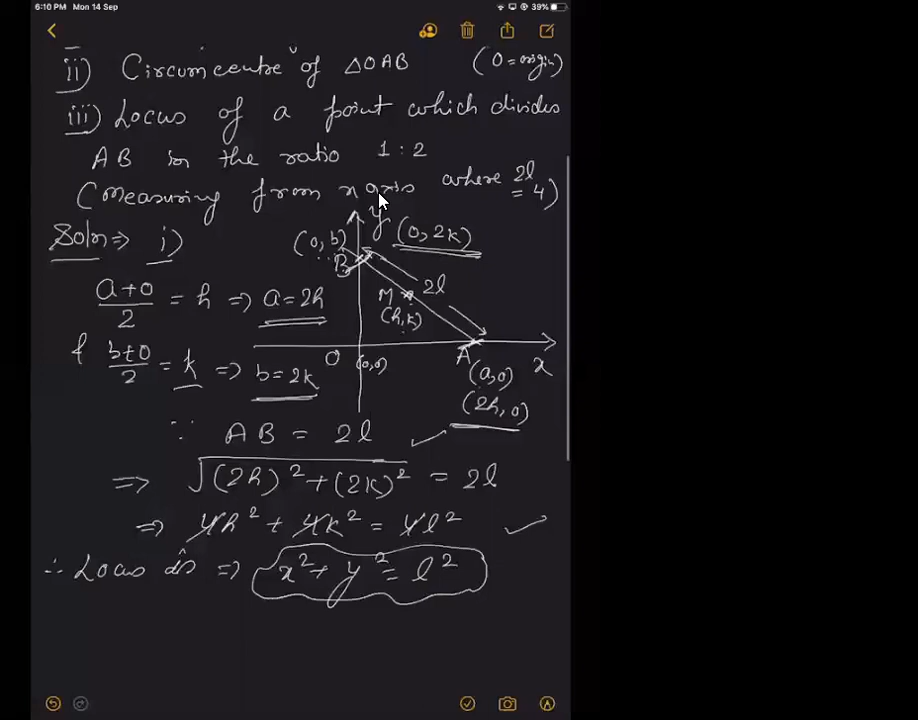 6:10 PM Mon 14 Sep 39%
ii) Circumcentre of △OAB (O = origin)
iii) Locus of a point which divides
AB in the ratio 1 : 2
(Measuring from x axis where 2l = 4)
Soln ⇒ i)
y
(0, b) (0, 2k)
B
(a+0)/2 = h ⇒ a = 2h
M 2l
(h, k)
& (b+0)/2 = k ⇒ b = 2k
O (0,0) A x
(a, 0)
(2h, 0)
∵ AB = 2l
⇒ √((2h)² + (2k)²) = 2l
⇒ 4h² + 4k² = 4l²
∴ Locus is ⇒ x² + y² = l²